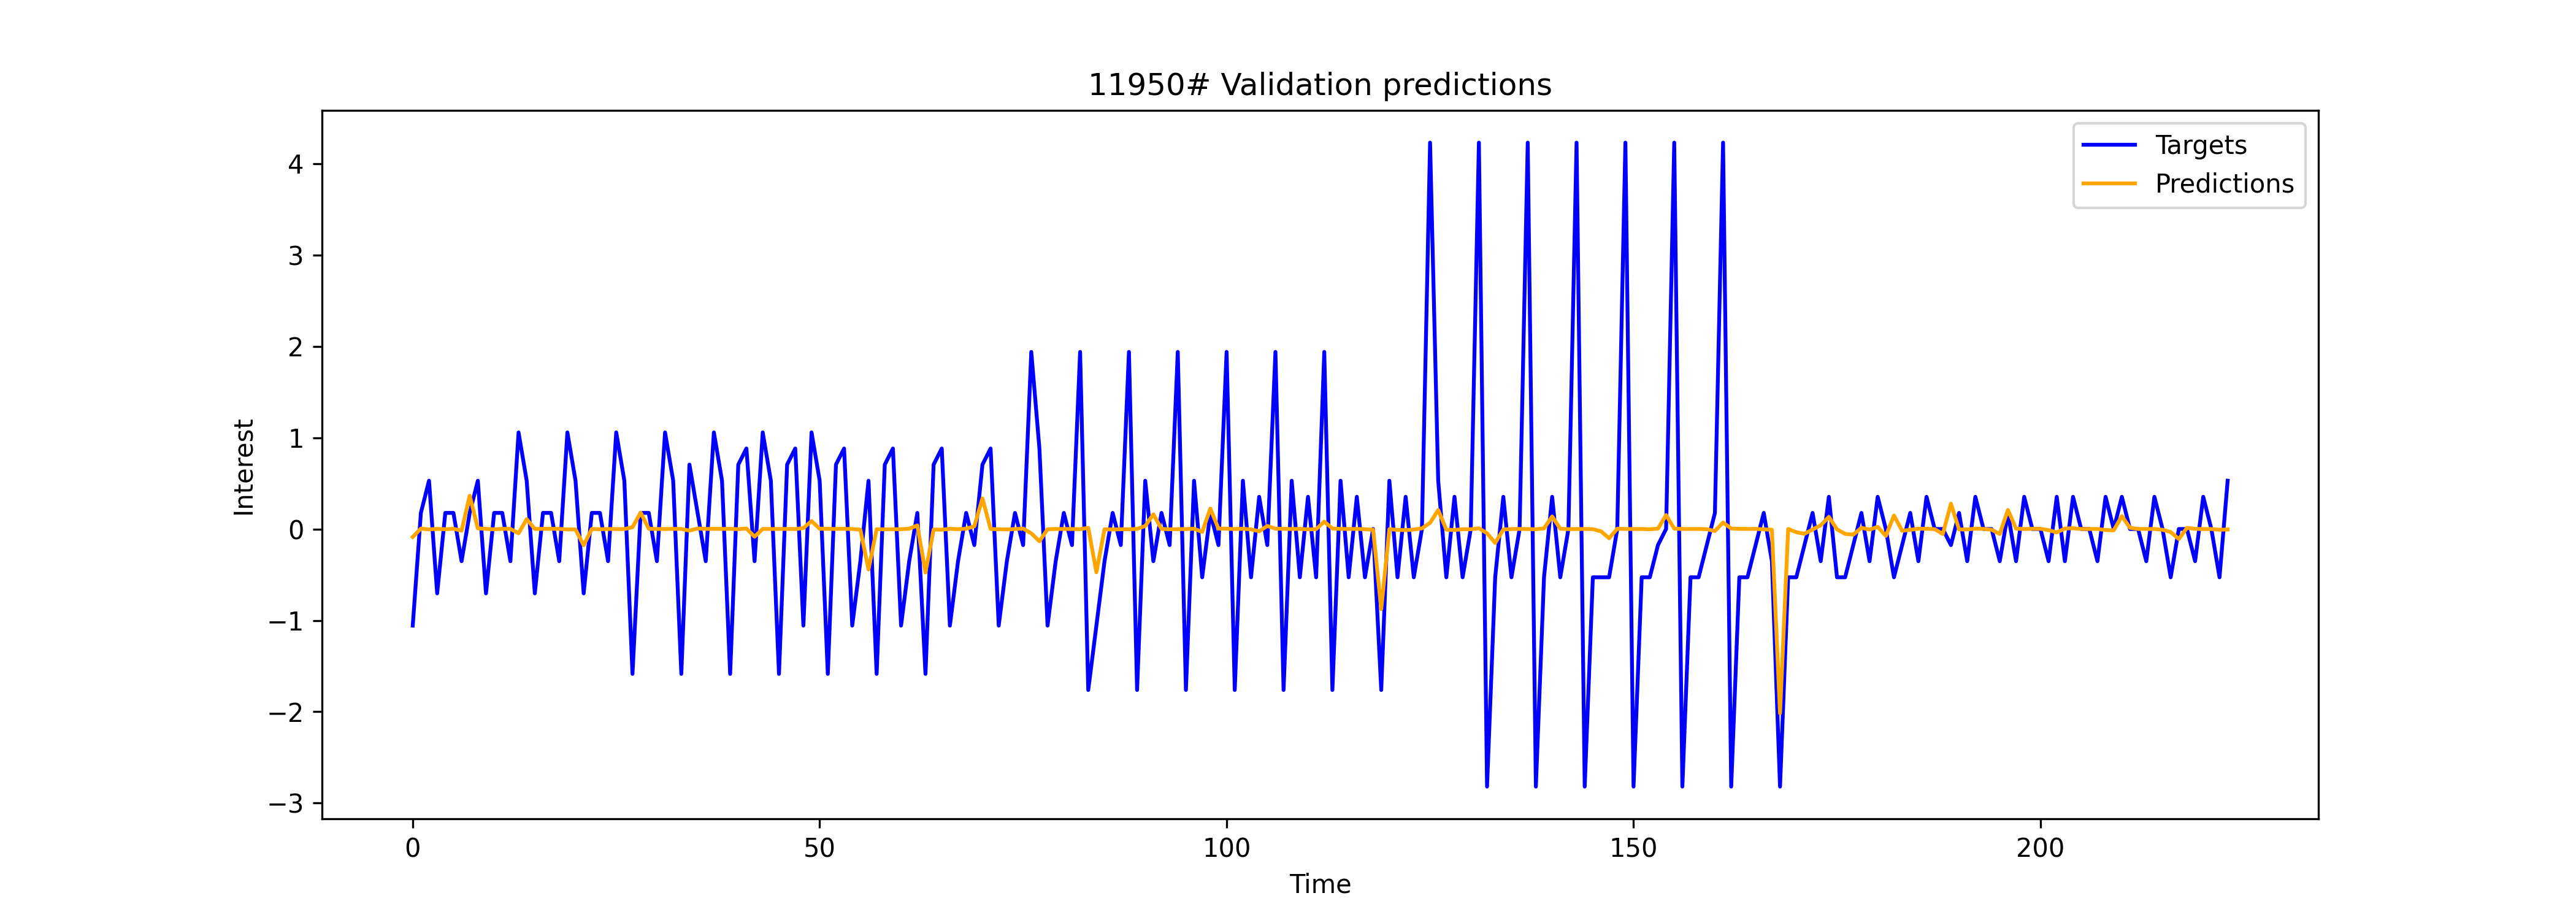 11950# Validation predictions
Targets
Predictions
Interest
4
3
2
1
0
−1
−2
−3
0 50 100 150 200
Time